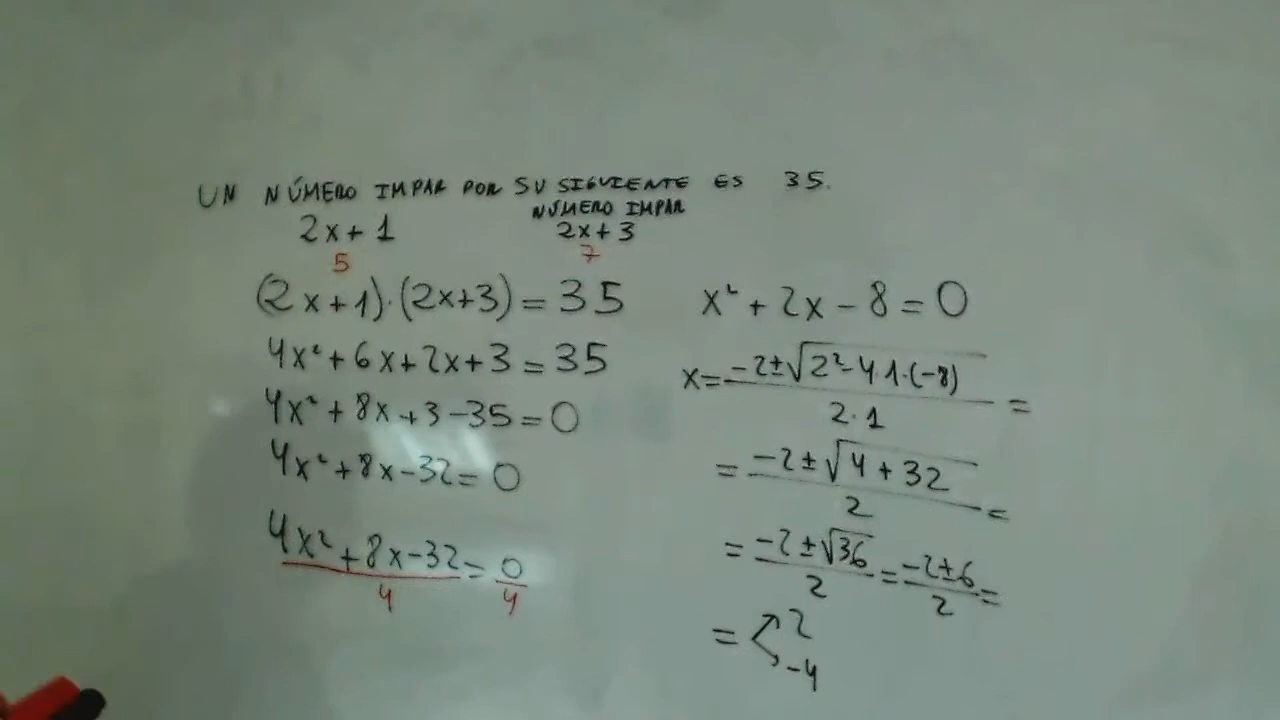 UN NÚMERO IMPAR POR SU SIGUIENTE ES 35.
NÚMERO IMPAR
2x+1 2x+3
5 7
(2x+1)·(2x+3)=35
4x²+6x+2x+3=35
4x²+8x+3-35=0
4x²+8x-32=0
4x²+8x-32/4=0/4
x²+2x-8=0
x=-2±√2²-4·1·(-8)/2·1=
=-2±√4+32/2=
=-2±√36/2=-2±6/2=
=<2
-4